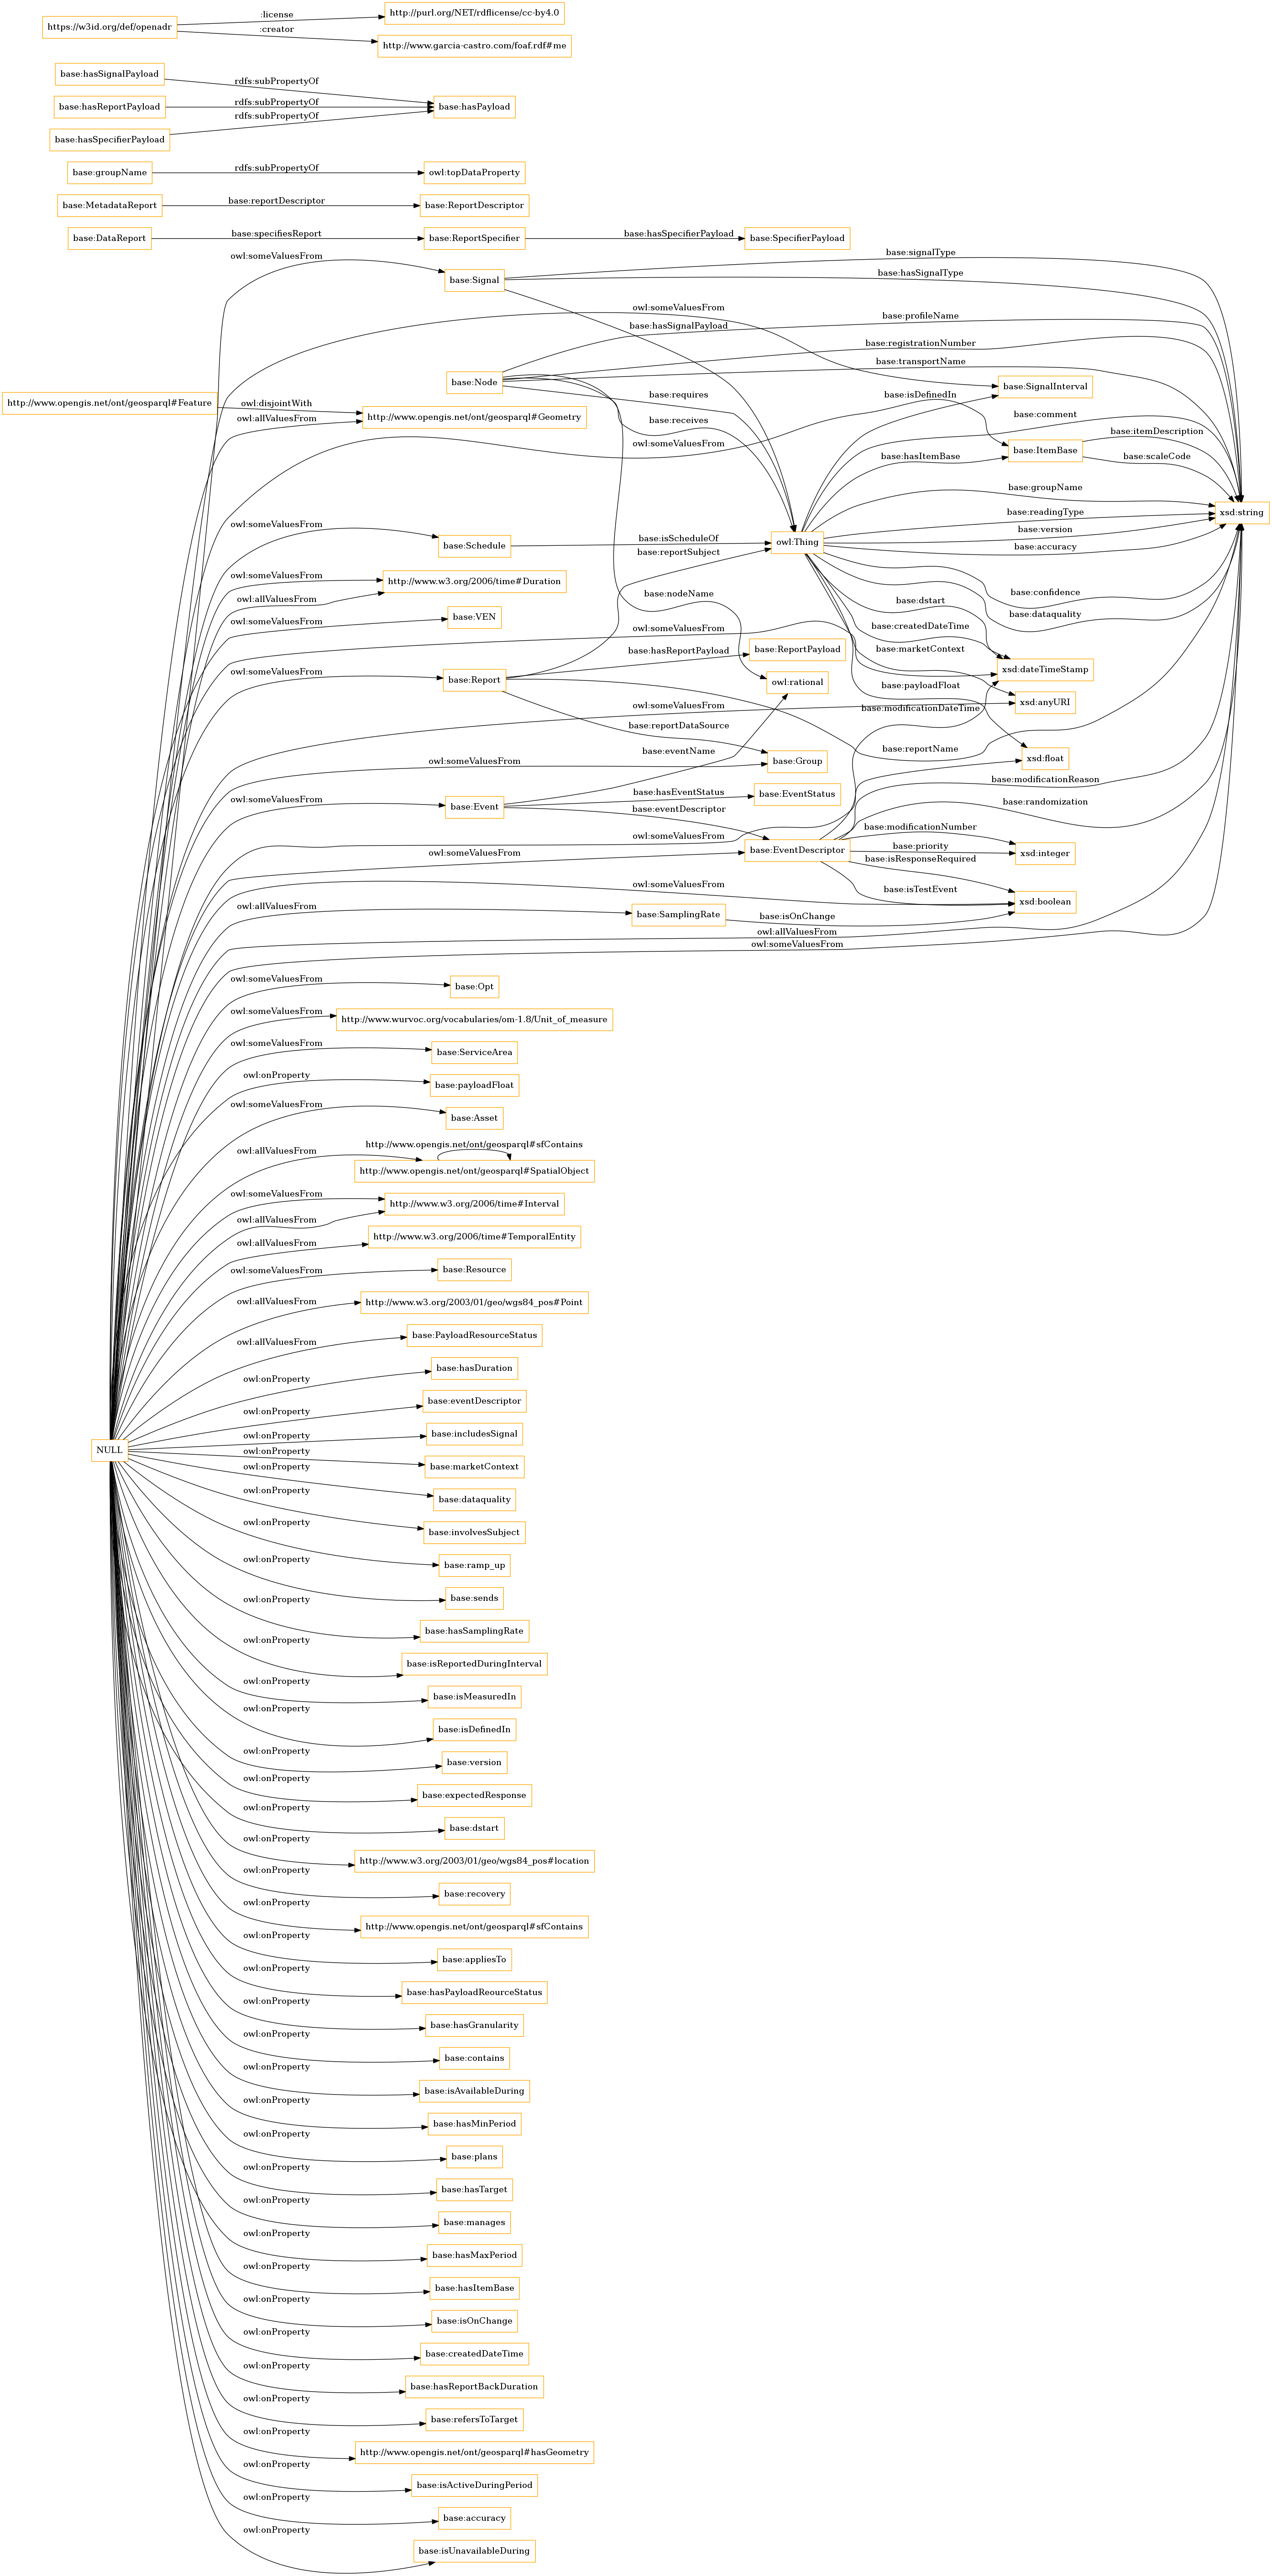 :license
http://purl.org/NET/rdflicense/cc-by4.0
https://w3id.org/def/openadr
:creator
http://www.garcia-castro.com/foaf.rdf#me
base:hasSignalPayload
rdfs:subPropertyOf
base:hasReportPayload
rdfs:subPropertyOf
base:hasPayload
rdfs:subPropertyOf
base:hasSpecifierPayload
base:groupName
rdfs:subPropertyOf
owl:topDataProperty
base:MetadataReport
base:reportDescriptor
base:ReportDescriptor
base:DataReport
base:specifiesReport
base:ReportSpecifier
base:hasSpecifierPayload
base:SpecifierPayload
owl:someValuesFrom
base:signalType
base:Signal
base:hasSignalType
owl:someValuesFrom
base:profileName
base:hasSignalPayload
base:registrationNumber
base:transportName
base:Node
base:SignalInterval
base:requires
base:isDefinedIn
http://www.opengis.net/ont/geosparql#Feature
owl:disjointWith
http://www.opengis.net/ont/geosparql#Geometry
owl:allValuesFrom
base:receives
base:comment
base:itemDescription
owl:someValuesFrom
base:ItemBase
base:hasItemBase
base:scaleCode
base:groupName
base:readingType
xsd:string
owl:someValuesFrom
base:version
base:isScheduleOf
owl:Thing
base:Schedule
base:accuracy
base:reportSubject
owl:someValuesFrom
http://www.w3.org/2006/time#Duration
base:nodeName
base:dstart
base:confidence
owl:allValuesFrom
base:dataquality
owl:someValuesFrom
base:VEN
owl:someValuesFrom
base:createdDateTime
base:marketContext
base:hasReportPayload
base:ReportPayload
owl:someValuesFrom
base:Report
owl:rational
xsd:dateTimeStamp
base:payloadFloat
owl:someValuesFrom
base:modificationDateTime
xsd:anyURI
base:reportDataSource
base:eventName
base:reportName
owl:someValuesFrom
base:Group
xsd:float
base:modificationReason
base:hasEventStatus
base:EventStatus
owl:someValuesFrom
base:Event
base:eventDescriptor
base:randomization
owl:someValuesFrom
base:modificationNumber
base:priority
owl:someValuesFrom
base:EventDescriptor
xsd:integer
base:isResponseRequired
owl:someValuesFrom
base:isTestEvent
xsd:boolean
owl:allValuesFrom
base:SamplingRate
base:isOnChange
owl:allValuesFrom
owl:someValuesFrom
owl:someValuesFrom
base:Opt
owl:someValuesFrom
http://www.wurvoc.org/vocabularies/om-1.8/Unit_of_measure
owl:someValuesFrom
base:ServiceArea
owl:onProperty
base:payloadFloat
owl:someValuesFrom
base:Asset
http://www.opengis.net/ont/geosparql#sfContains
owl:allValuesFrom
http://www.opengis.net/ont/geosparql#SpatialObject
owl:someValuesFrom
http://www.w3.org/2006/time#Interval
owl:allValuesFrom
owl:allValuesFrom
http://www.w3.org/2006/time#TemporalEntity
owl:someValuesFrom
base:Resource
owl:allValuesFrom
http://www.w3.org/2003/01/geo/wgs84_pos#Point
owl:allValuesFrom
base:PayloadResourceStatus
base:hasDuration
owl:onProperty
base:eventDescriptor
owl:onProperty
base:includesSignal
owl:onProperty
NULL
owl:onProperty
base:marketContext
owl:onProperty
base:dataquality
owl:onProperty
base:involvesSubject
owl:onProperty
base:ramp_up
owl:onProperty
base:sends
owl:onProperty
base:hasSamplingRate
owl:onProperty
base:isReportedDuringInterval
owl:onProperty
base:isMeasuredIn
owl:onProperty
base:isDefinedIn
owl:onProperty
base:version
owl:onProperty
base:expectedResponse
owl:onProperty
base:dstart
owl:onProperty
http://www.w3.org/2003/01/geo/wgs84_pos#location
owl:onProperty
base:recovery
owl:onProperty
http://www.opengis.net/ont/geosparql#sfContains
owl:onProperty
base:appliesTo
owl:onProperty
base:hasPayloadReourceStatus
owl:onProperty
base:hasGranularity
owl:onProperty
base:contains
owl:onProperty
base:isAvailableDuring
owl:onProperty
base:hasMinPeriod
owl:onProperty
base:plans
owl:onProperty
base:hasTarget
owl:onProperty
base:manages
owl:onProperty
base:hasMaxPeriod
owl:onProperty
base:hasItemBase
owl:onProperty
base:isOnChange
owl:onProperty
base:createdDateTime
owl:onProperty
base:hasReportBackDuration
owl:onProperty
base:refersToTarget
owl:onProperty
http://www.opengis.net/ont/geosparql#hasGeometry
owl:onProperty
base:isActiveDuringPeriod
owl:onProperty
base:accuracy
owl:onProperty
base:isUnavailableDuring